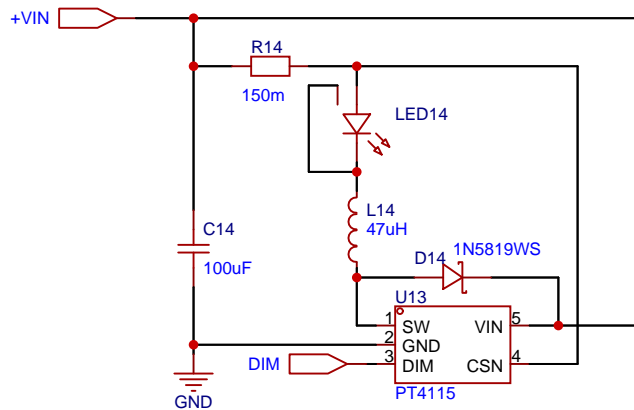 +VIN
R14
150m
LED14
C14
100uF
L14
47uH
D14
1N5819WS
U13
1
SW
VIN
5
2
GND
3
DIM
CSN
4
DIM
PT4115
GND